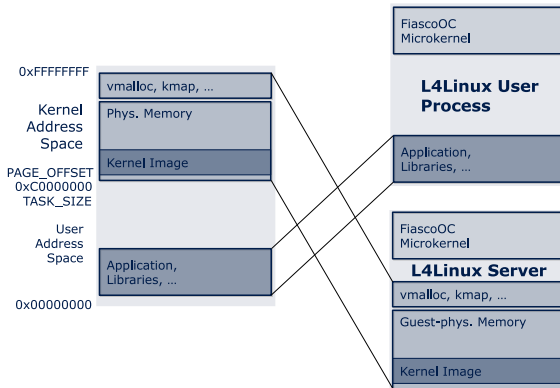 0xFFFFFFFF
vmalloc, kmap, ...
Kernel
Address
Space
Phys. Memory
Kernel Image
PAGE_OFFSET
0xC0000000
TASK_SIZE
User
Address
Space
Application,
Libraries, ...
0x00000000
FiascoOC
Microkernel
L4Linux User
Process
Application,
Libraries, ...
FiascoOC
Microkernel
L4Linux Server
vmalloc, kmap, ...
Guest-phys. Memory
Kernel Image